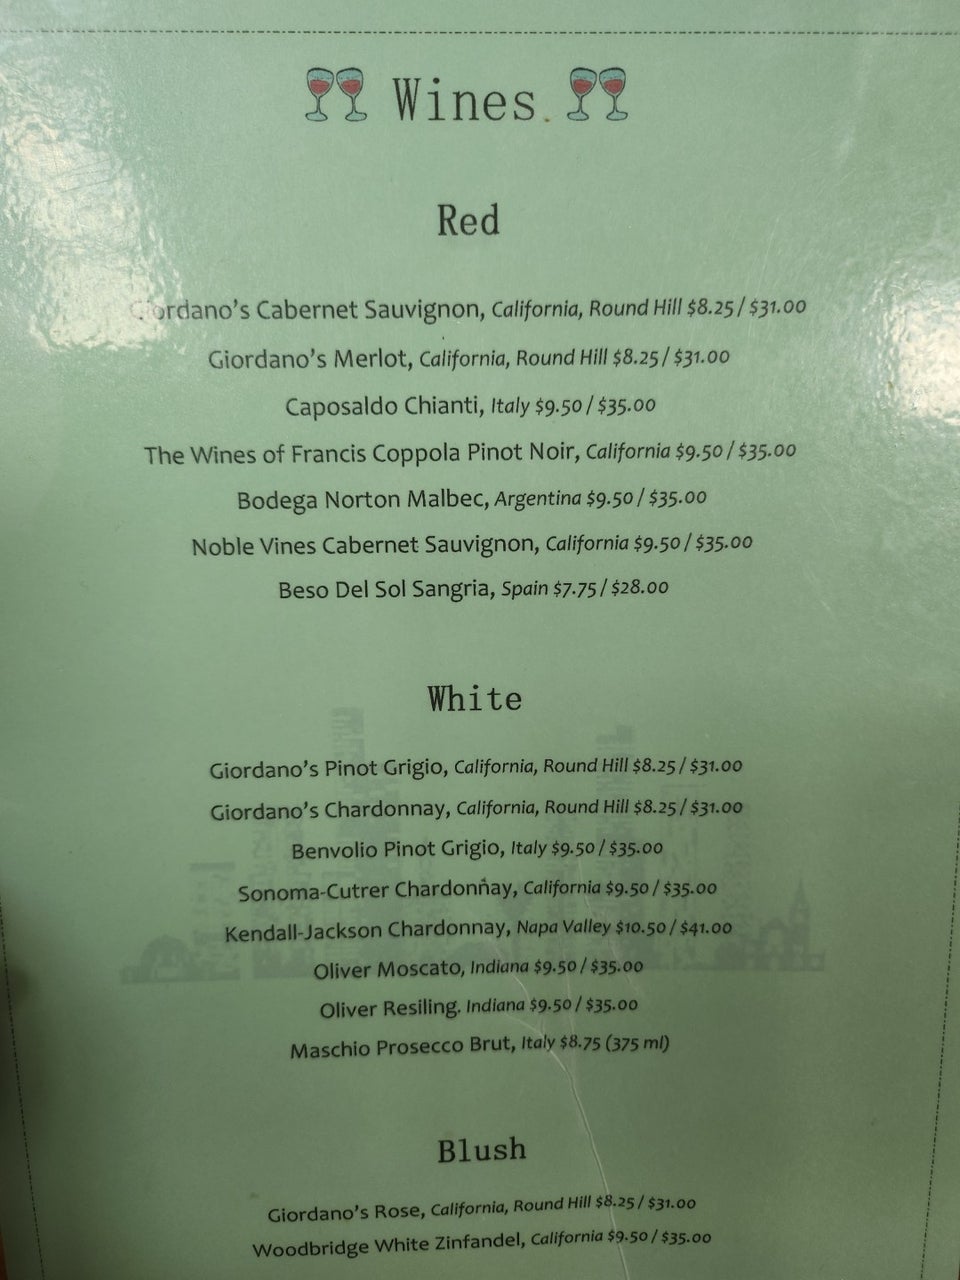 Wines
Red
Giordano's Cabernet Sauvignon, California, Round Hill $8.25 / $31.00
Giordano's Merlot, California, Round Hill $8.25 / $31.00
Caposaldo Chianti, Italy $9.50 / $35.00
The Wines of Francis Coppola Pinot Noir, California $9.50 / $35.00
Bodega Norton Malbec, Argentina $9.50 / $35.00
Noble Vines Cabernet Sauvignon, California $9.50 / $35.00
Beso Del Sol Sangria, Spain $7.75 / $28.00
White
Giordano's Pinot Grigio, California, Round Hill $8.25 / $31.00
Giordano's Chardonnay, California, Round Hill $8.25 / $31.00
Benvolio Pinot Grigio, Italy $9.50 / $35.00
Sonoma-Cutrer Chardonnay, California $9.50 / $35.00
Kendall-Jackson Chardonnay, Napa Valley $10.50 / $41.00
Oliver Moscato, Indiana $9.50 / $35.00
Oliver Resiling. Indiana $9.50 / $35.00
Maschio Prosecco Brut, Italy $8.75 (375 ml)
Blush
Giordano's Rose, California, Round Hill $8.25 / $31.00
Woodbridge White Zinfandel, California $9.50 / $35.00